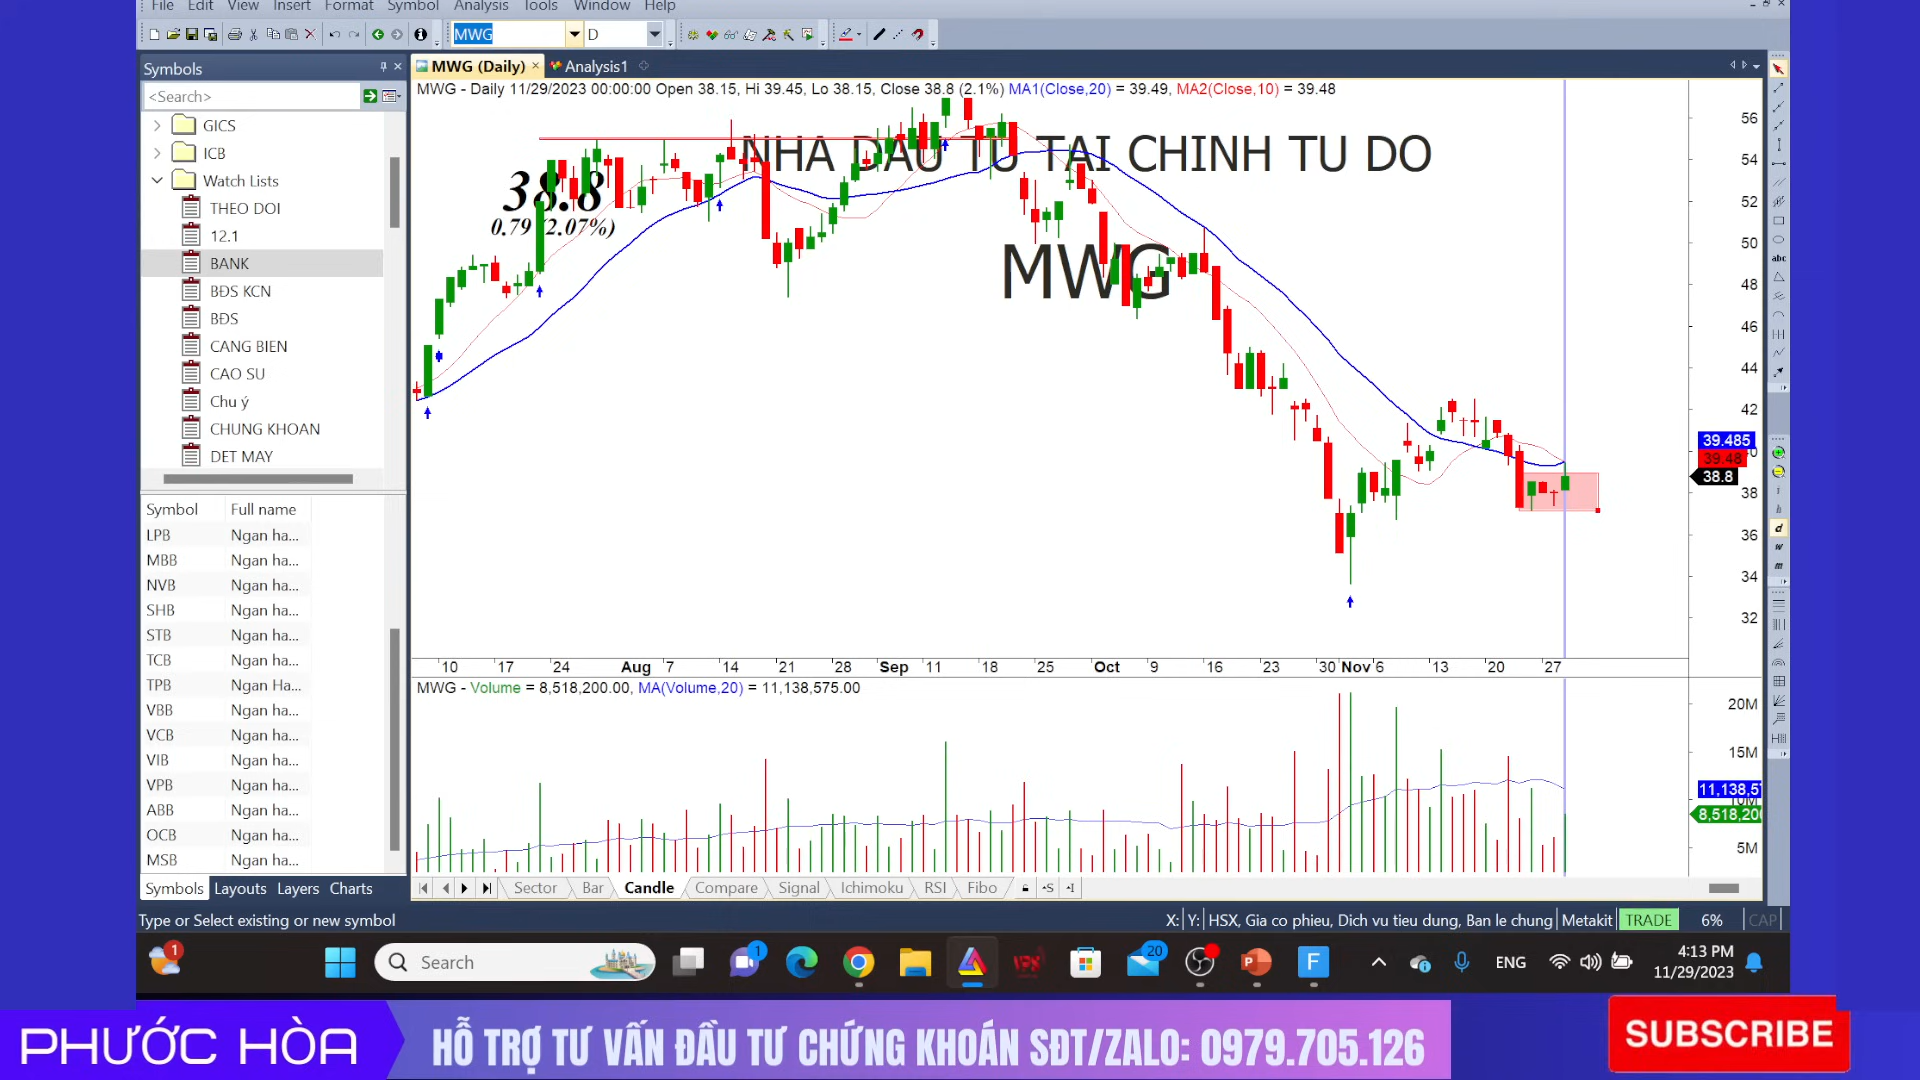 File Edit View Insert Format Symbol Analysis Tools Window Help
MWG D
Symbols
<Search>
GICS
ICB
Watch Lists
THEO DOI
12.1
BANK
BĐS KCN
BĐS
CANG BIEN
CAO SU
Chu ý
CHUNG KHOAN
DET MAY
Symbol Full name
LPB Ngan ha...
MBB Ngan ha...
NVB Ngan ha...
SHB Ngan ha...
STB Ngan ha...
TCB Ngan ha...
TPB Ngan Ha...
VBB Ngan ha...
VCB Ngan ha...
VIB Ngan ha...
VPB Ngan ha...
ABB Ngan ha...
OCB Ngan ha...
MSB Ngan ha...
Symbols Layouts Layers Charts
MWG (Daily) Analysis1
MWG - Daily 11/29/2023 00:00:00 Open 38.15, Hi 39.45, Lo 38.15, Close 38.8 (2.1%) MA1(Close,20) = 39.49, MA2(Close,10) = 39.48
NHA DAU TU TAI CHINH TU DO
38.8
0.79 (2.07%)
MWG
56
54
52
50
48
46
44
42
39.485
39.48
38.8
38
36
34
32
10 17 24 Aug 7 14 21 28 Sep 11 18 25 Oct 9 16 23 30 Nov 6 13 20 27
MWG - Volume = 8,518,200.00, MA(Volume,20) = 11,138,575.00
20M
15M
11,138,57
10M
8,518,200
5M
Sector Bar Candle Compare Signal Ichimoku RSI Fibo
abc
d
w
m
Type or Select existing or new symbol
X: Y: HSX, Gia co phieu, Dich vu tieu dung, Ban le chung Metakit TRADE 6% CAP
1
Search
1
20
ENG
4:13 PM
11/29/2023
PHƯỚC HÒA
HỖ TRỢ TƯ VẤN ĐẦU TƯ CHỨNG KHOÁN SĐT/ZALO: 0979.705.126
SUBSCRIBE